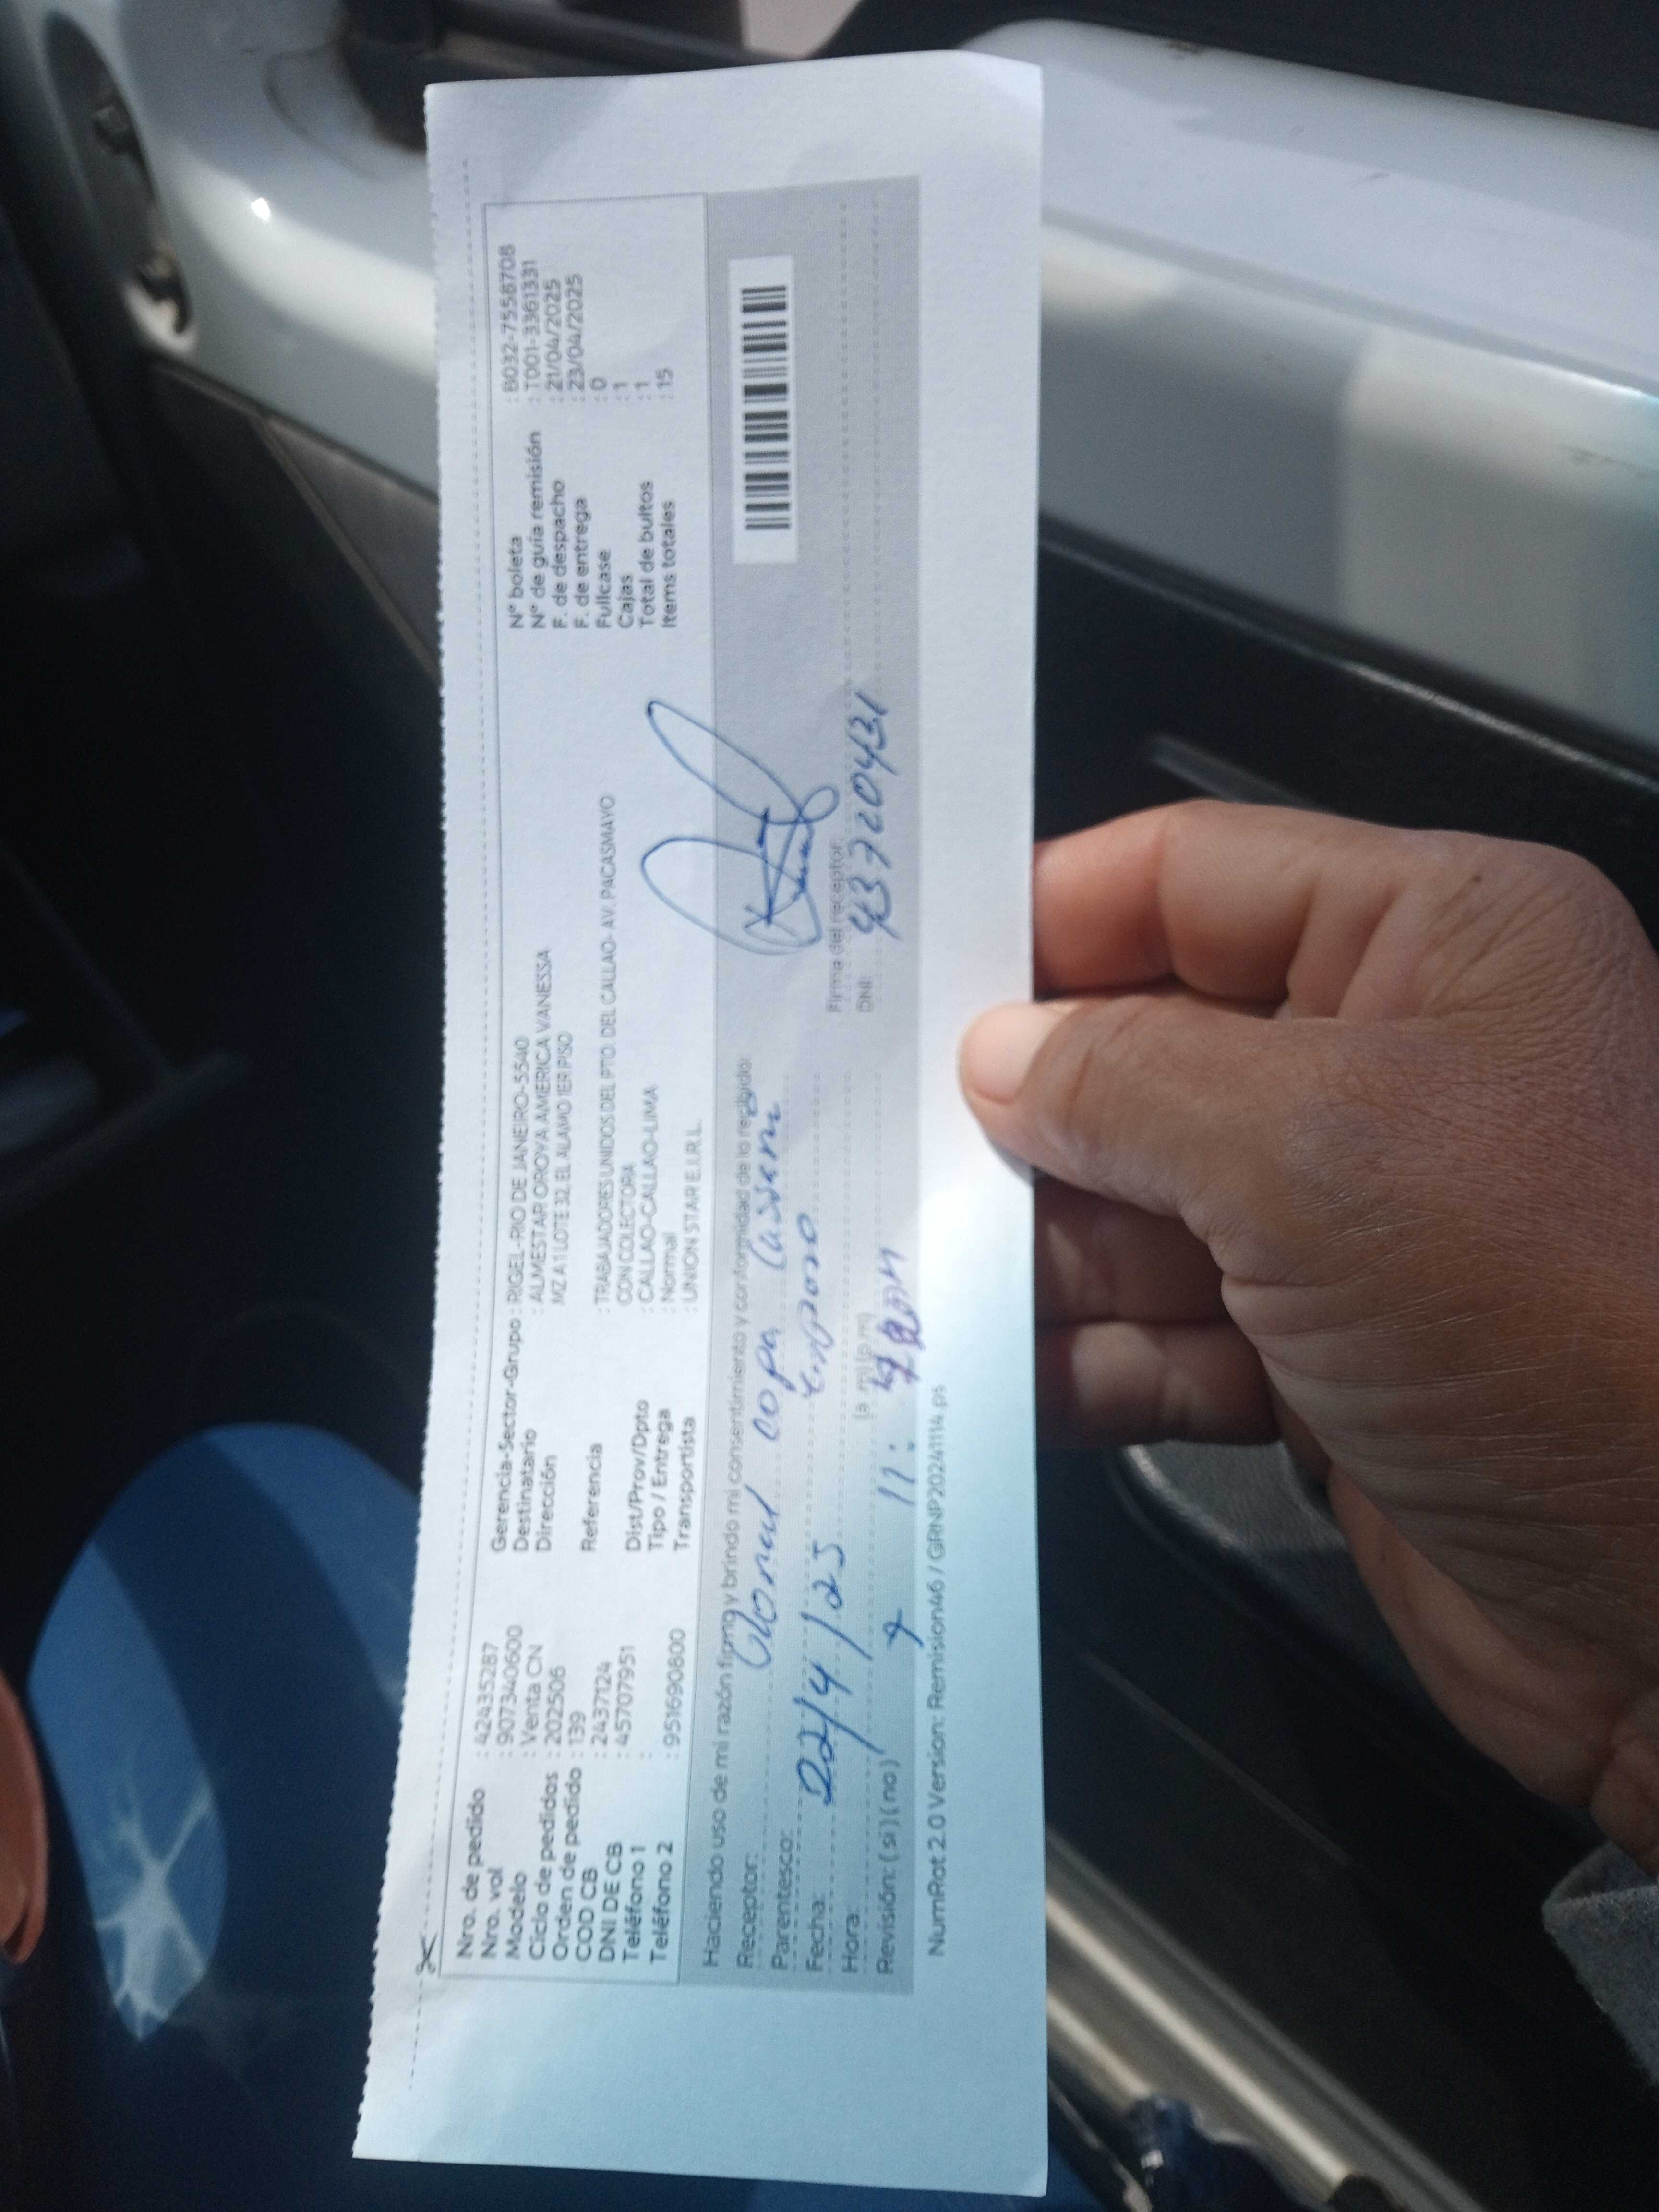 Nro. de pedido : 42435287
Nro. vol : 907340600
Modelo : Venta CN
Ciclo de pedidos : 202506
Orden de pedido : 139
COD CB : 2437124
DNI DE CB : 45707951
Teléfono 1 :
Teléfono 2 : 951690800
Gerencia-Sector-Grupo : RIGEL-RIO DE JANEIRO-5540
Destinatario : ALMESTAR OROYA AMERICA VANESSA
Dirección MZ A 1 LOTE 32. EL ALAMO 1ER PISO
Referencia : TRABAJADORES UNIDOS DEL PTO. DEL CALLAO- AV. PACASMAYO
CON COLECTORA
Dist/Prov/Dpto : CALLAO-CALLAO-LIMA
Tipo / Entrega : Normal
Transportista : UNION STAR E.I.R.L.
N° boleta : B032-7556708
N° de guía remisión : T001-3361331
F. de despacho : 21/04/2025
F. de entrega : 23/04/2025
Fullcase : 0
Cajas : 1
Total de bultos : 1
Items totales : 15
Haciendo uso de mi razón firmo y brindo mi consentimiento y conformidad de lo recibido:
Receptor:
Parentesco:
Fecha: 22/4/25
Hora: 11: (a.m)(p.m)
Revisión: (si)(no)
Firma del receptor:
DNI: 43720431
NumRot 2.0 Version: Remision46 / GRNP20241114.ps